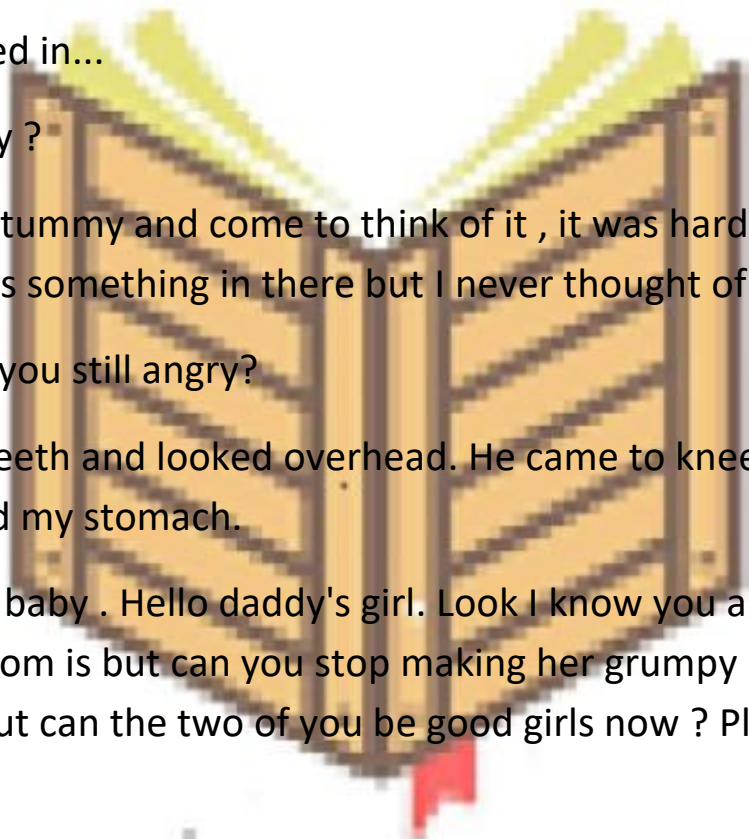 ed in...
y ?
tummy and come to think of it , it was hard
s something in there but I never thought of
you still angry?
eeth and looked overhead. He came to knee
d my stomach.
baby . Hello daddy's girl. Look I know you a
om is but can you stop making her grumpy
ut can the two of you be good girls now ? Pl